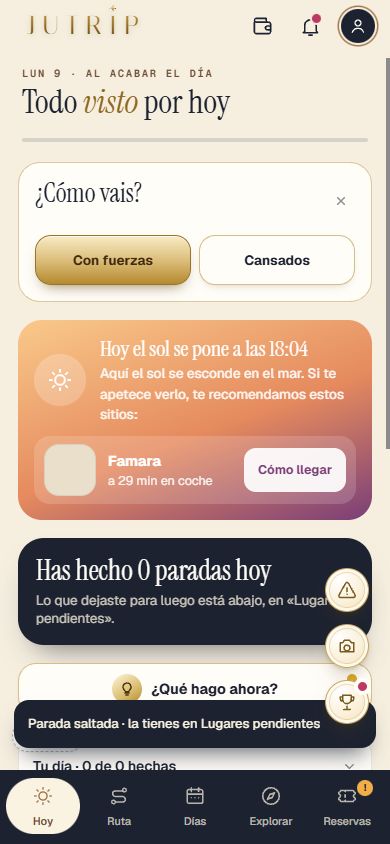 JUTRIP
LUN 9 · AL ACABAR EL DÍA
Todo visto por hoy
¿Cómo vais?
×
Con fuerzas
Cansados
Hoy el sol se pone a las 18:04
Aquí el sol se esconde en el mar. Si te
apetece verlo, te recomendamos estos
sitios:
Famara
a 29 min en coche
Cómo llegar
Has hecho 0 paradas hoy
Lo que dejaste para luego está abajo, en «Lugar
pendientes».
¿Qué hago ahora?
Parada saltada · la tienes en Lugares pendientes
Tu día · 0 de 0 hechas
Hoy
Ruta
Días
Explorar
!
Reservas